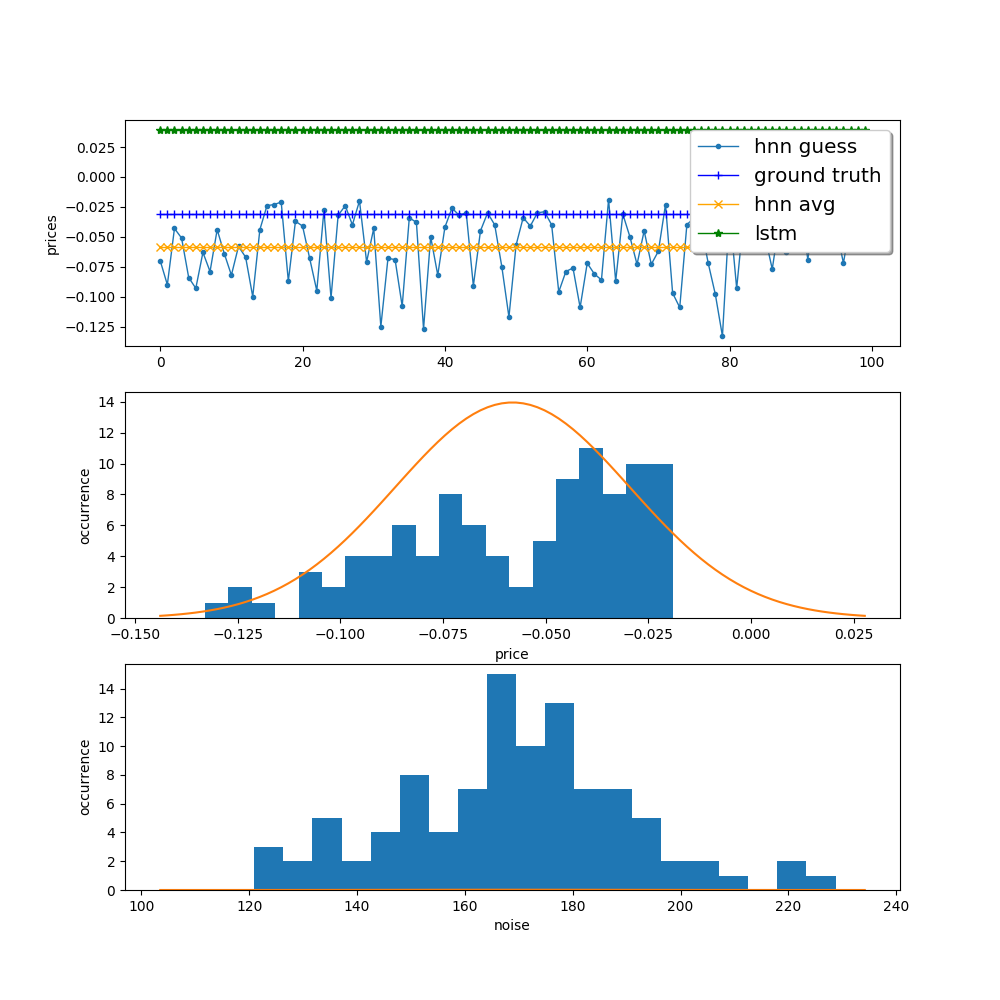 0.025
0.000
−0.025
−0.050
−0.075
−0.100
−0.125
prices
hnn guess
ground truth
hnn avg
lstm
0 20 40 60 80 100
14
12
10
8
6
4
2
0
occurrence
−0.150 −0.125 −0.100 −0.075 −0.050 −0.025 0.000 0.025
price
14
12
10
8
6
4
2
0
occurrence
100 120 140 160 180 200 220 240
noise